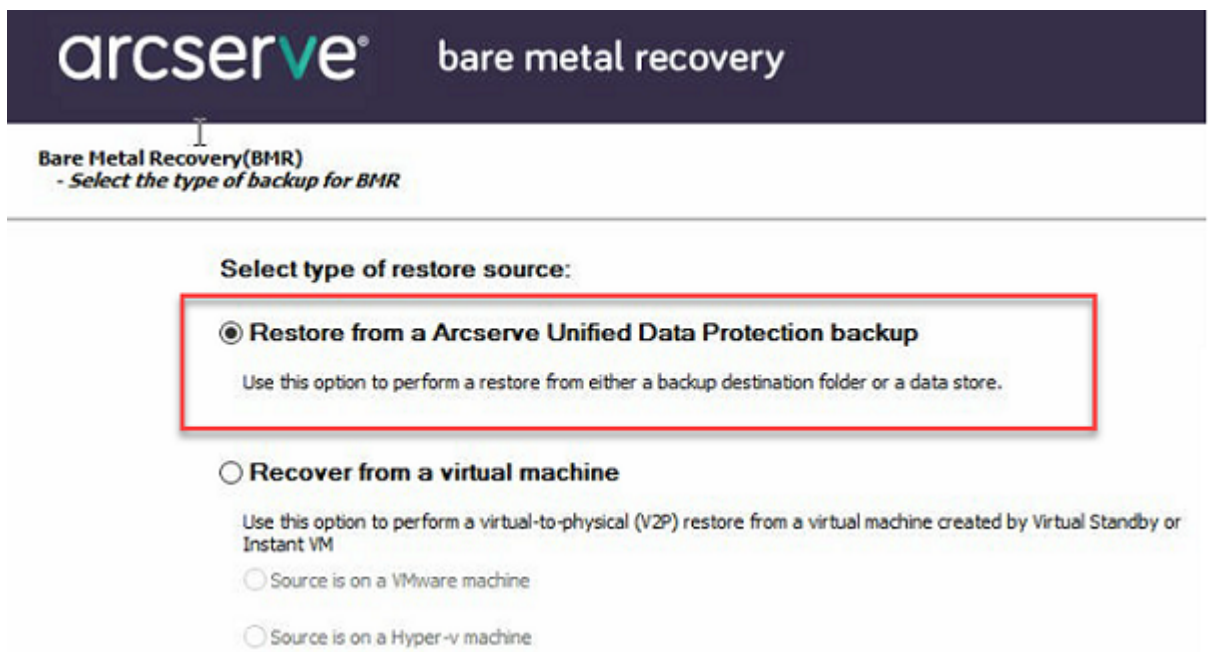 arcserve® bare metal recovery
Bare Metal Recovery(BMR)
- Select the type of backup for BMR
Select type of restore source:
Restore from a Arcserve Unified Data Protection backup
Use this option to perform a restore from either a backup destination folder or a data store.
Recover from a virtual machine
Use this option to perform a virtual-to-physical (V2P) restore from a virtual machine created by Virtual Standby or
Instant VM
Source is on a VMware machine
Source is on a Hyper-v machine